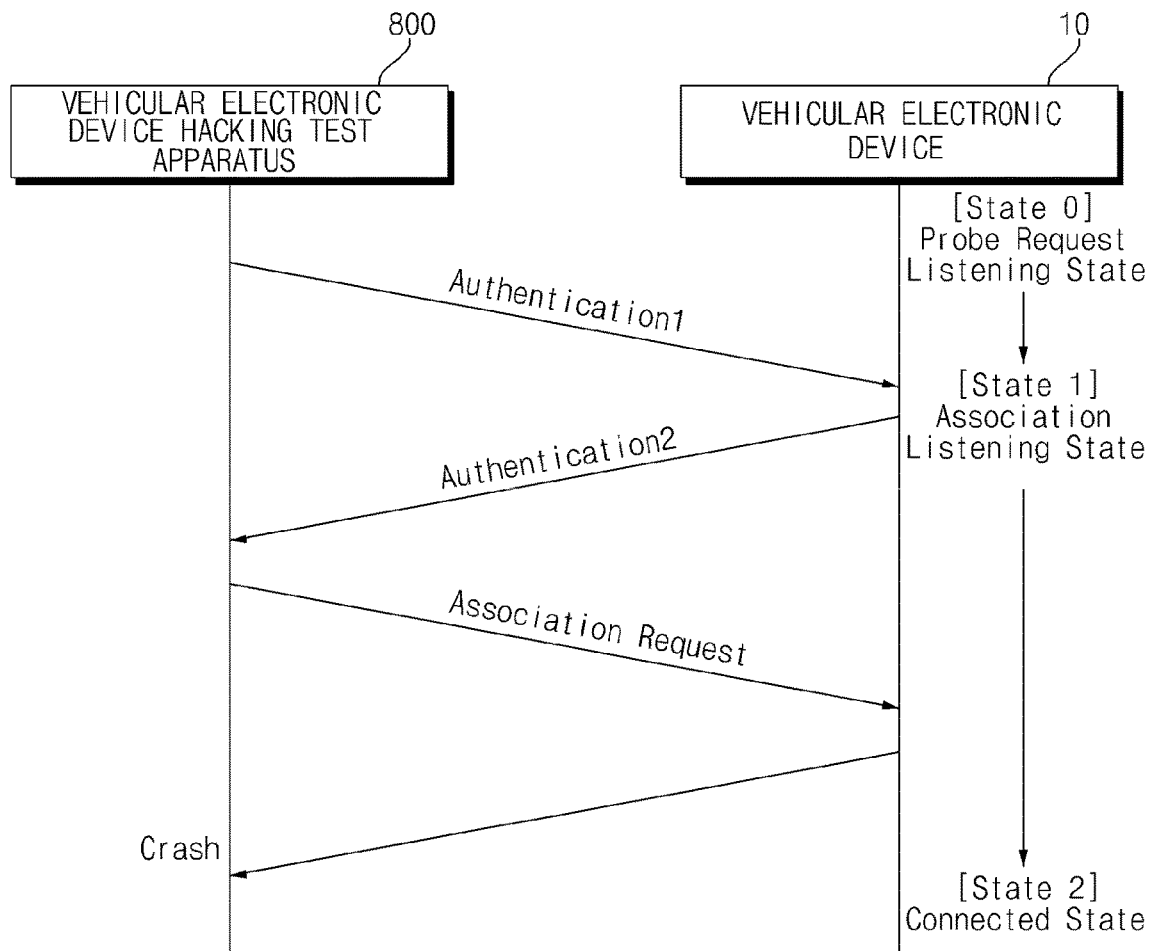 800
10
VEHICULAR ELECTRONIC
DEVICE HACKING TEST
APPARATUS
VEHICULAR ELECTRONIC
DEVICE
[State 0]
Probe Request
Listening State
Authentication1
[State 1]
Association
Listening State
Authentication2
Association Request
Crash
[State 2]
Connected State